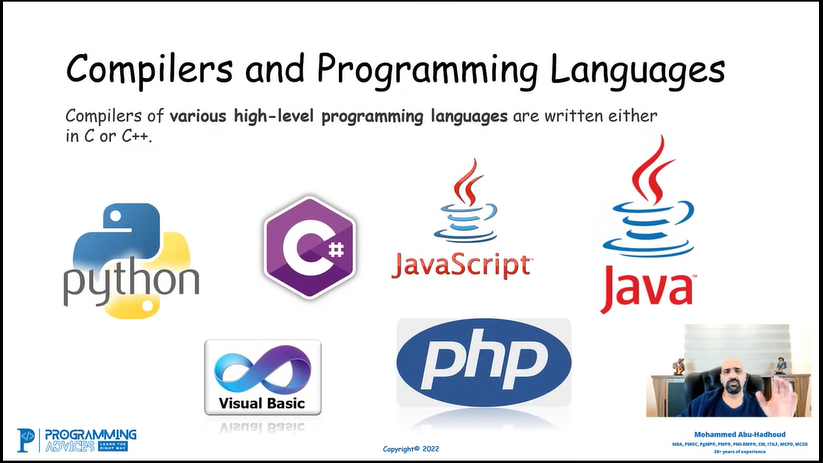 Compilers and Programming Languages
Compilers of various high-level programming languages are written either
in C or C++.
python
C#
JavaScript™
Java™
Visual Basic
php
PROGRAMMING
ADVICES LEARN THE RIGHT WAY
Copyright© 2022
Mohammed Abu-Hadhoud
MBA, PMOC, PgMP®, PMP®, PMI-RMP®, CM, ITILF, MCPD, MCSD
26+ years of experience